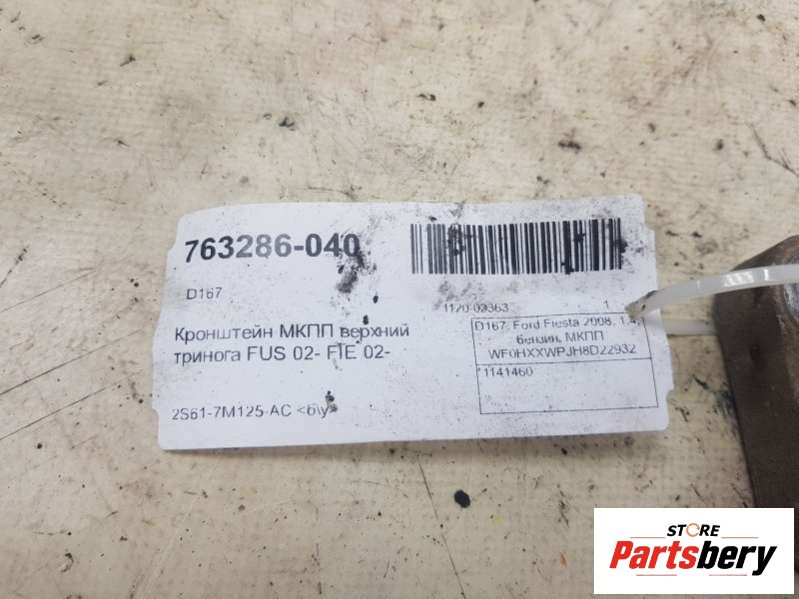 763286-040
D167
Кронштейн МКПП верхний
тринога FUS 02- FIE 02-
2S61-7M125-AC <б\у>
1120-09363 1
D167, Ford Fiesta 2008, 1.4,
бензин, МКПП
WF0HXXWPJH8D22932
*1141460
STORE
Partsbery